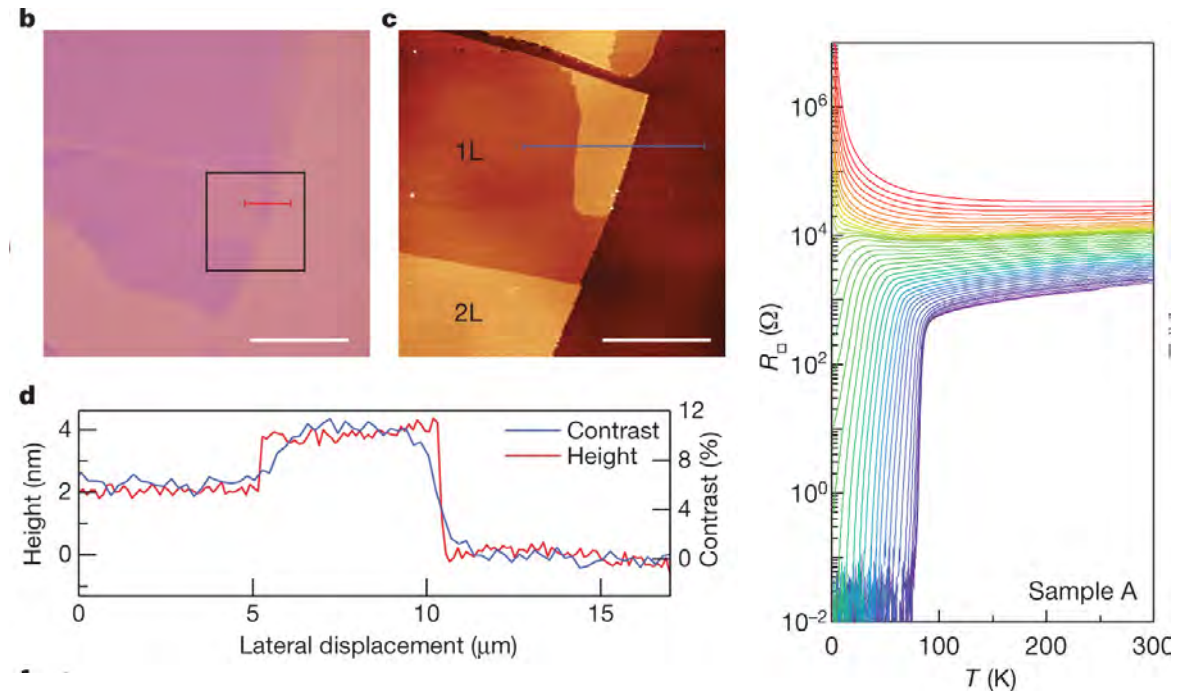 b
c
1L
2L
d
4
2
0
Height (nm)
12
8
4
0
Contrast (%)
Contrast
Height
0
5
10
15
Lateral displacement (μm)
10⁶
10⁴
10²
10⁰
10⁻²
R□ (Ω)
Sample A
0
100
200
300
T (K)